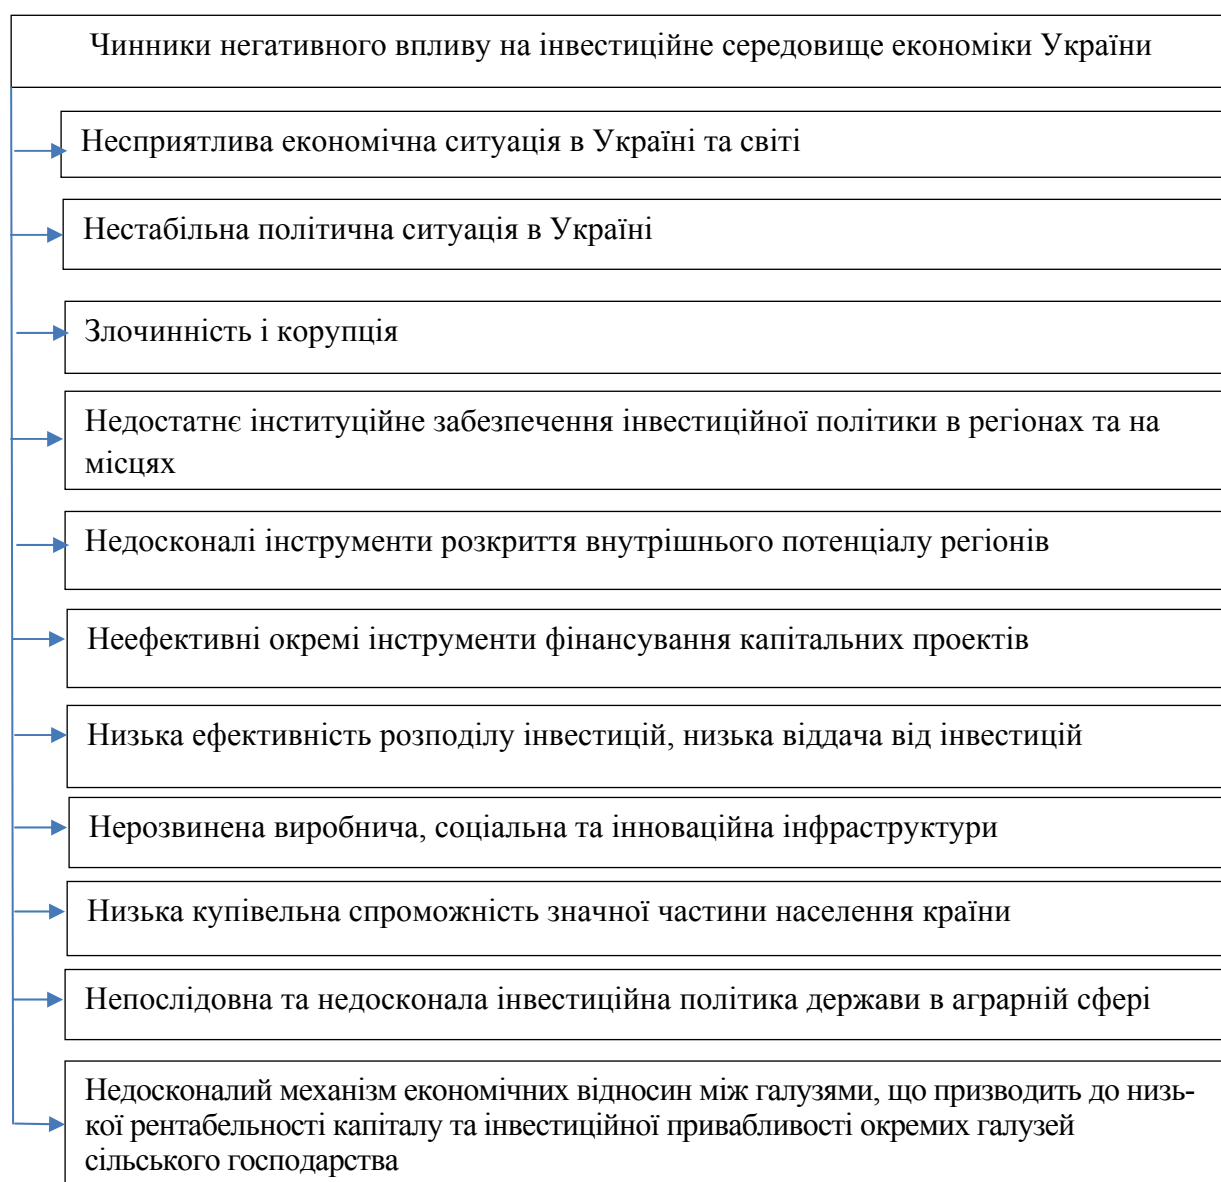 Чинники негативного впливу на інвестиційне середовище економіки України
Несприятлива економічна ситуація в Україні та світі
Нестабільна політична ситуація в Україні
Злочинність і корупція
Недостатнє інституційне забезпечення інвестиційної політики в регіонах та на
місцях
Недосконалі інструменти розкриття внутрішнього потенціалу регіонів
Неефективні окремі інструменти фінансування капітальних проектів
Низька ефективність розподілу інвестицій, низька віддача від інвестицій
Нерозвинена виробнича, соціальна та інноваційна інфраструктури
Низька купівельна спроможність значної частини населення країни
Непослідовна та недосконала інвестиційна політика держави в аграрній сфері
Недосконалий механізм економічних відносин між галузями, що призводить до низь-
кої рентабельності капіталу та інвестиційної привабливості окремих галузей
сільського господарства